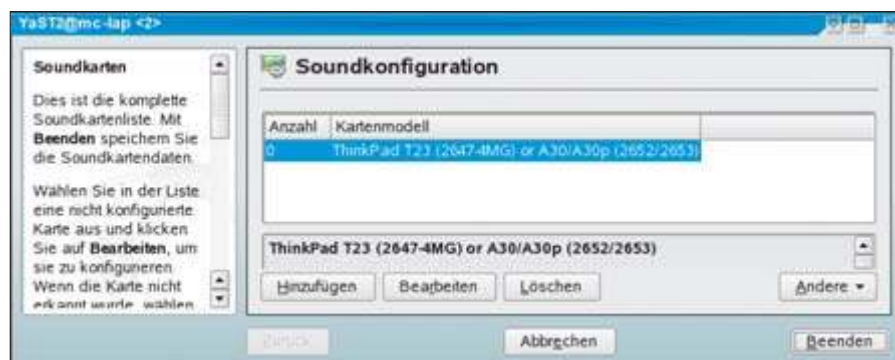 YaST2@mc-lap <2>
Soundkarten
Dies ist die komplette
Soundkartenliste. Mit
Beenden speichern Sie
die Soundkartendaten.
Wählen Sie in der Liste
eine nicht konfigurierte
Karte aus und klicken
Sie auf Bearbeiten, um
sie zu konfigurieren.
Wenn die Karte nicht
erkannt wurde, wählen
Soundkonfiguration
Anzahl Kartenmodell
0 ThinkPad T23 (2647-4MG) or A30/A30p (2652/2653)
ThinkPad T23 (2647-4MG) or A30/A30p (2652/2653)
Hinzufügen Bearbeiten Löschen Andere
Zurück Abbrechen Beenden